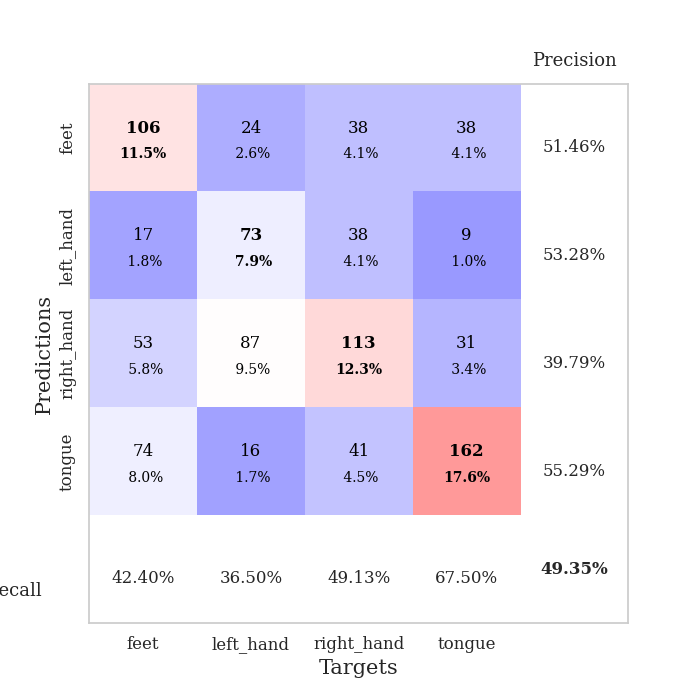 Precision
feet 106 24 38 38 51.46%
11.5% 2.6% 4.1% 4.1%
left_hand 17 73 38 9 53.28%
1.8% 7.9% 4.1% 1.0%
Predictions
right_hand 53 87 113 31 39.79%
5.8% 9.5% 12.3% 3.4%
tongue 74 16 41 162 55.29%
8.0% 1.7% 4.5% 17.6%
ecall 42.40% 36.50% 49.13% 67.50% 49.35%
feet left_hand right_hand tongue
Targets